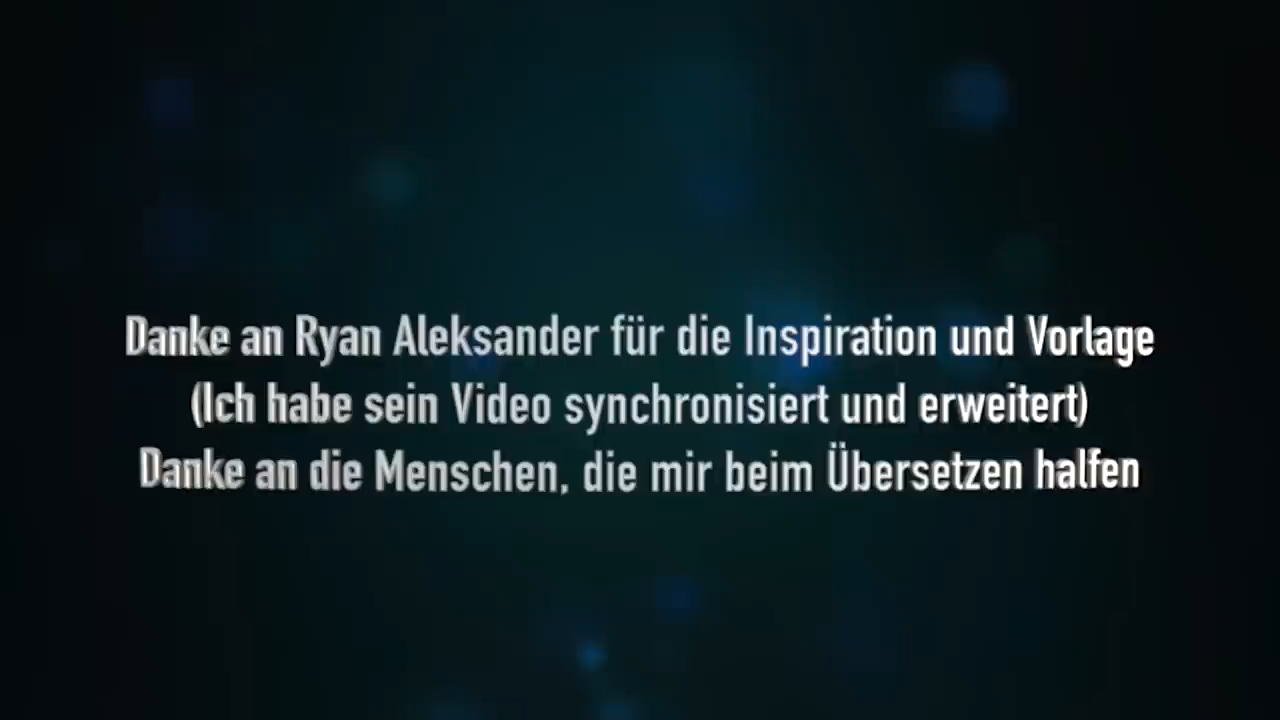 Danke an Ryan Aleksander für die Inspiration und Vorlage
(Ich habe sein Video synchronisiert und erweitert)
Danke an die Menschen, die mir beim Übersetzen halfen